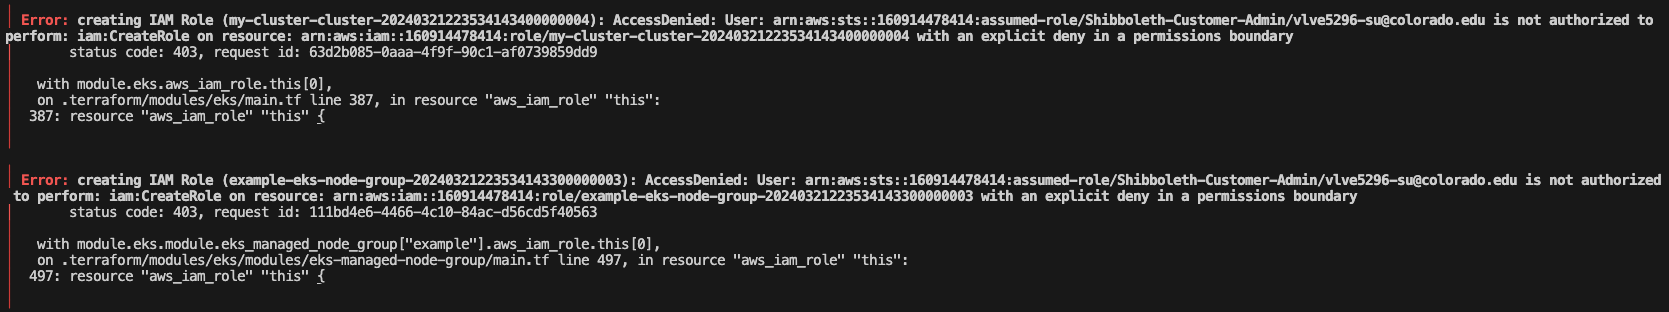 Error: creating IAM Role (my-cluster-cluster-20240321223534143400000004): AccessDenied: User: arn:aws:sts::160914478414:assumed-role/Shibboleth-Customer-Admin/vlve5296-su@colorado.edu is not authorized to
perform: iam:CreateRole on resource: arn:aws:iam::160914478414:role/my-cluster-cluster-20240321223534143400000004 with an explicit deny in a permissions boundary
status code: 403, request id: 63d2b085-0aaa-4f9f-90c1-af0739859dd9
with module.eks.aws_iam_role.this[0],
on .terraform/modules/eks/main.tf line 387, in resource "aws_iam_role" "this":
387: resource "aws_iam_role" "this" {
Error: creating IAM Role (example-eks-node-group-20240321223534143300000003): AccessDenied: User: arn:aws:sts::160914478414:assumed-role/Shibboleth-Customer-Admin/vlve5296-su@colorado.edu is not authorized
to perform: iam:CreateRole on resource: arn:aws:iam::160914478414:role/example-eks-node-group-20240321223534143300000003 with an explicit deny in a permissions boundary
status code: 403, request id: 111bd4e6-4466-4c10-84ac-d56cd5f40563
with module.eks.module.eks_managed_node_group["example"].aws_iam_role.this[0],
on .terraform/modules/eks/modules/eks-managed-node-group/main.tf line 497, in resource "aws_iam_role" "this":
497: resource "aws_iam_role" "this" {